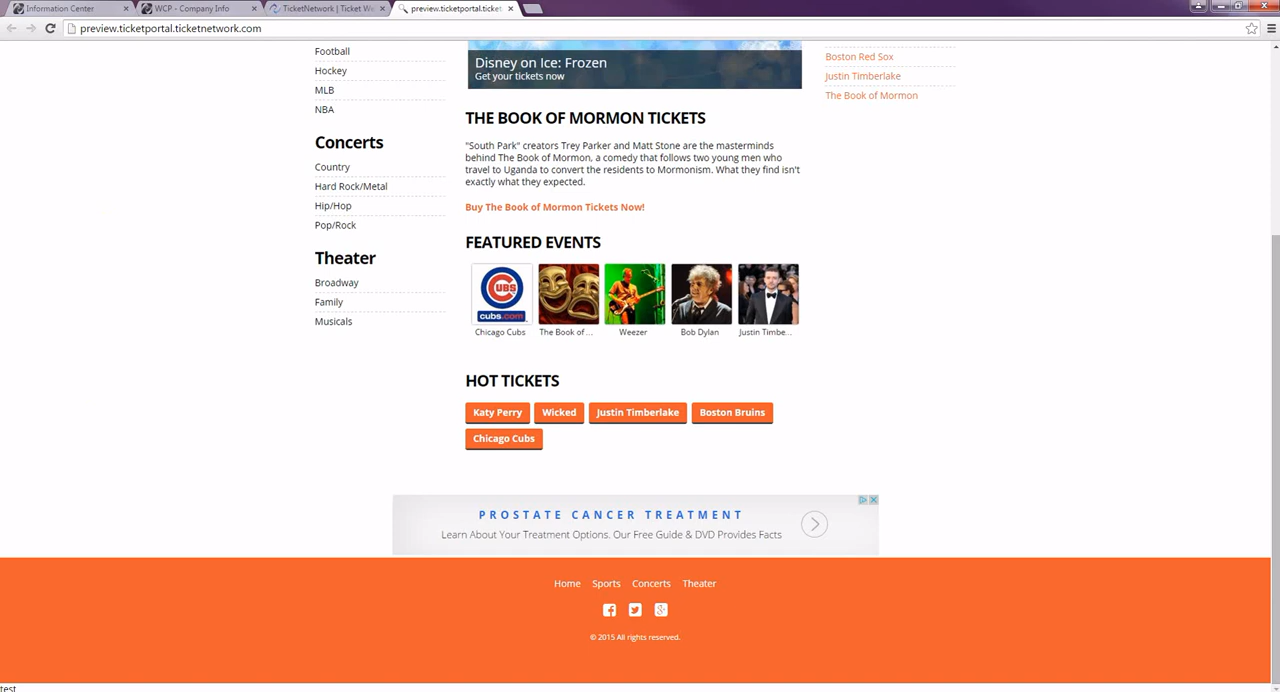 Information Center
WCP - Company Info
TicketNetwork | Ticket We
preview.ticketportal.ticket
preview.ticketportal.ticketnetwork.com
Football
Hockey
MLB
NBA
Concerts
Country
Hard Rock/Metal
Hip/Hop
Pop/Rock
Theater
Broadway
Family
Musicals
Disney on Ice: Frozen
Get your tickets now
THE BOOK OF MORMON TICKETS
"South Park" creators Trey Parker and Matt Stone are the masterminds
behind The Book of Mormon, a comedy that follows two young men who
travel to Uganda to convert the residents to Mormonism. What they find isn't
exactly what they expected.
Buy The Book of Mormon Tickets Now!
FEATURED EVENTS
CUBS
cubs.com
Chicago Cubs
The Book of ...
Weezer
Bob Dylan
Justin Timbe...
HOT TICKETS
Katy Perry
Wicked
Justin Timberlake
Boston Bruins
Chicago Cubs
Boston Red Sox
Justin Timberlake
The Book of Mormon
PROSTATE CANCER TREATMENT
Learn About Your Treatment Options. Our Free Guide & DVD Provides Facts
Home Sports Concerts Theater
© 2015 All rights reserved.
test